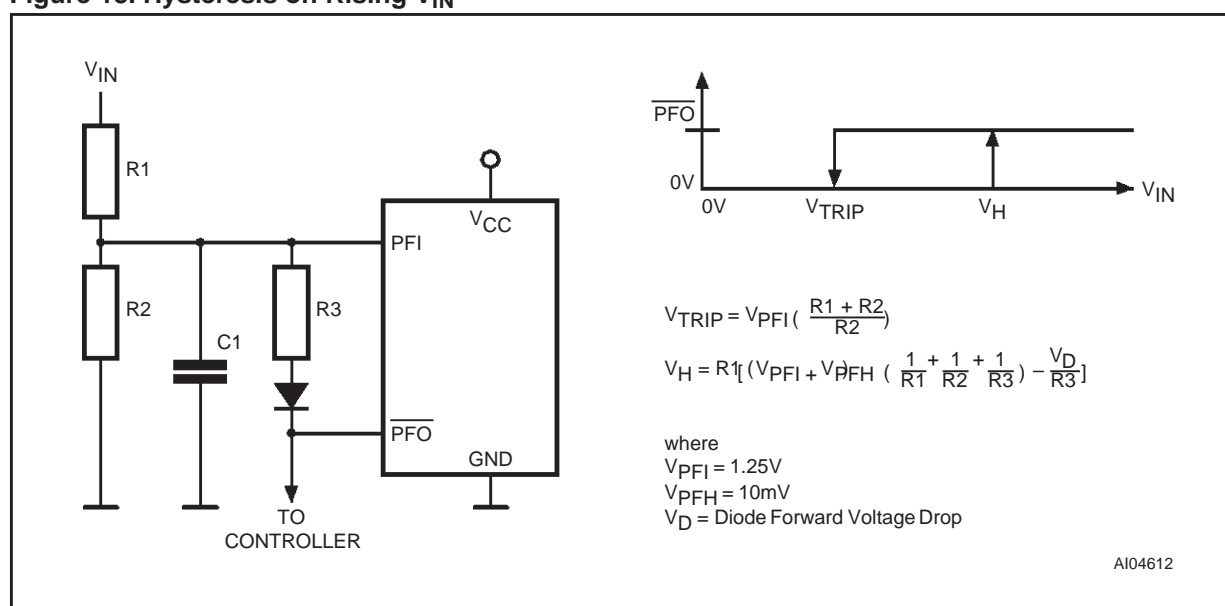 Figure 18. Hysteresis on Rising VIN
VIN
R1
R2
C1
R3
VCC
PFI
PFO
GND
TO
CONTROLLER
PFO
0V
0V
VTRIP
VH
VIN
VTRIP = VPFI ( R1 + R2 / R2 )
VH = R1[ (VPFI + VPFH) ( 1/R1 + 1/R2 + 1/R3 ) – VD/R3 ]
where
VPFI = 1.25V
VPFH = 10mV
VD = Diode Forward Voltage Drop
AI04612